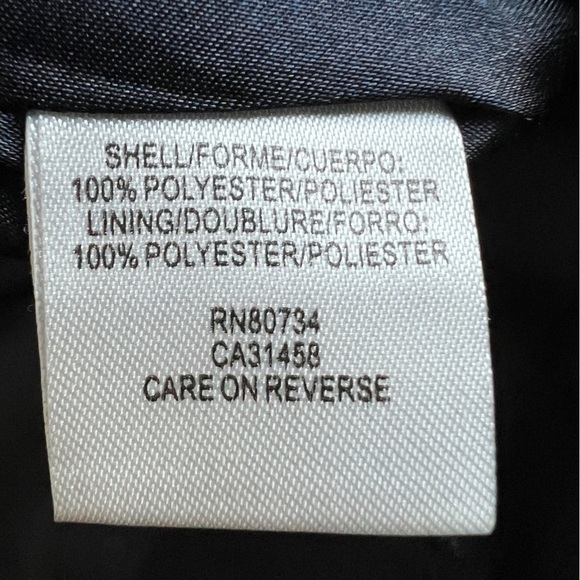 SHELL/FORME/CUERPO:
100% POLYESTER/POLIESTER
LINING/DOUBLURE/FORRO:
100% POLYESTER/POLIESTER
RN80734
CA31458
CARE ON REVERSE